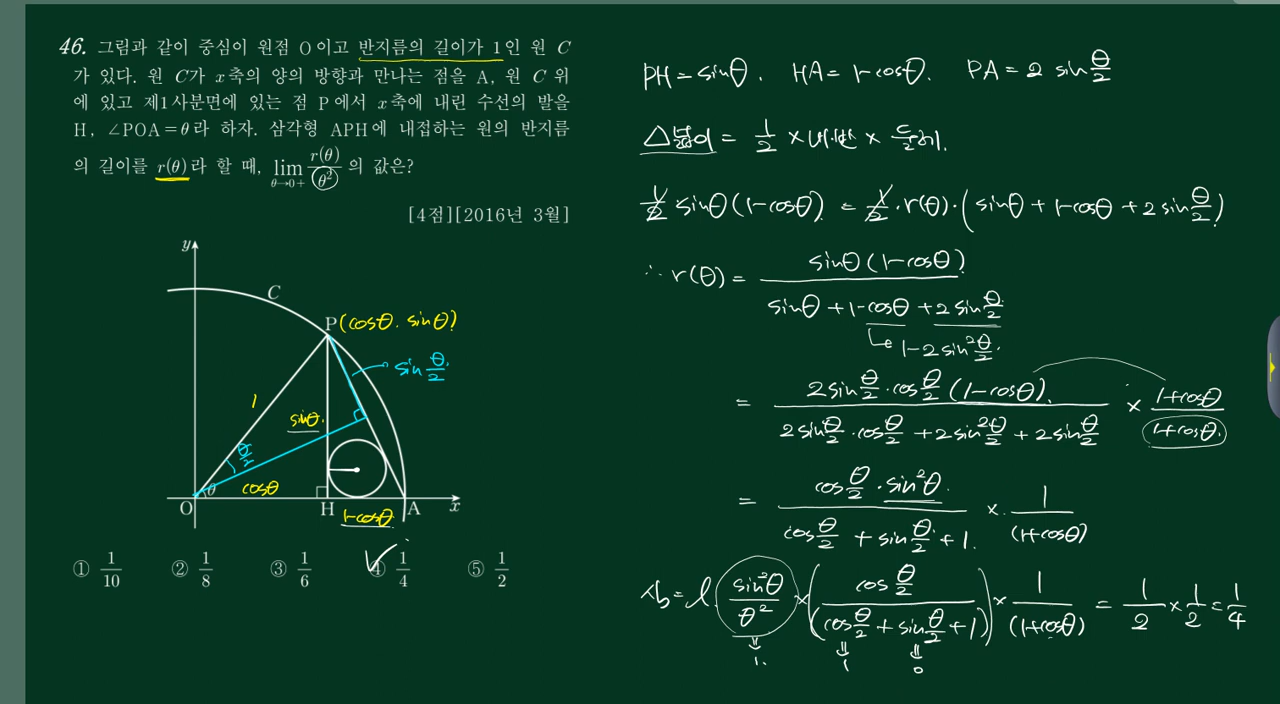 46. 그림과 같이 중심이 원점 O이고 반지름의 길이가 1인 원 C
가 있다. 원 C가 x축의 양의 방향과 만나는 점을 A, 원 C 위
에 있고 제1사분면에 있는 점 P에서 x축에 내린 수선의 발을
H, ∠POA=θ라 하자. 삼각형 APH에 내접하는 원의 반지름
의 길이를 r(θ)라 할 때, lim θ→0+ r(θ)/θ² 의 값은?
[4점][2016년 3월]
y
C
P(cosθ. sinθ)
sin θ/2
1
sinθ
θ/2
θ
cosθ
O
H
A
x
1-cosθ
① 1/10 ② 1/8 ③ 1/6 ④ 1/4 ⑤ 1/2
PH=sinθ. HA=1-cosθ. PA=2 sin θ/2
△넓이 = 1/2 × 내.반 × 둘레.
1/2 sinθ(1-cosθ) = 1/2 · r(θ) · (sinθ + 1-cosθ + 2 sin θ/2)
∴ r(θ) = sinθ(1-cosθ) / (sinθ + 1-cosθ + 2 sin θ/2)
1-2sin² θ/2
= 2sin θ/2 · cos θ/2 (1-cosθ) / (2sin θ/2 · cos θ/2 + 2sin² θ/2 + 2sin θ/2) × (1+cosθ)/(1+cosθ)
= cos θ/2 · sin²θ / (cos θ/2 + sin θ/2 + 1) × 1/(1+cosθ)
= l. sin²θ/θ² × (cos θ/2 / (cos θ/2 + sin θ/2 + 1)) × 1/(1+cosθ) = 1/2 × 1/2 = 1/4
⇓ ⇓ ⇓
1. 1 0